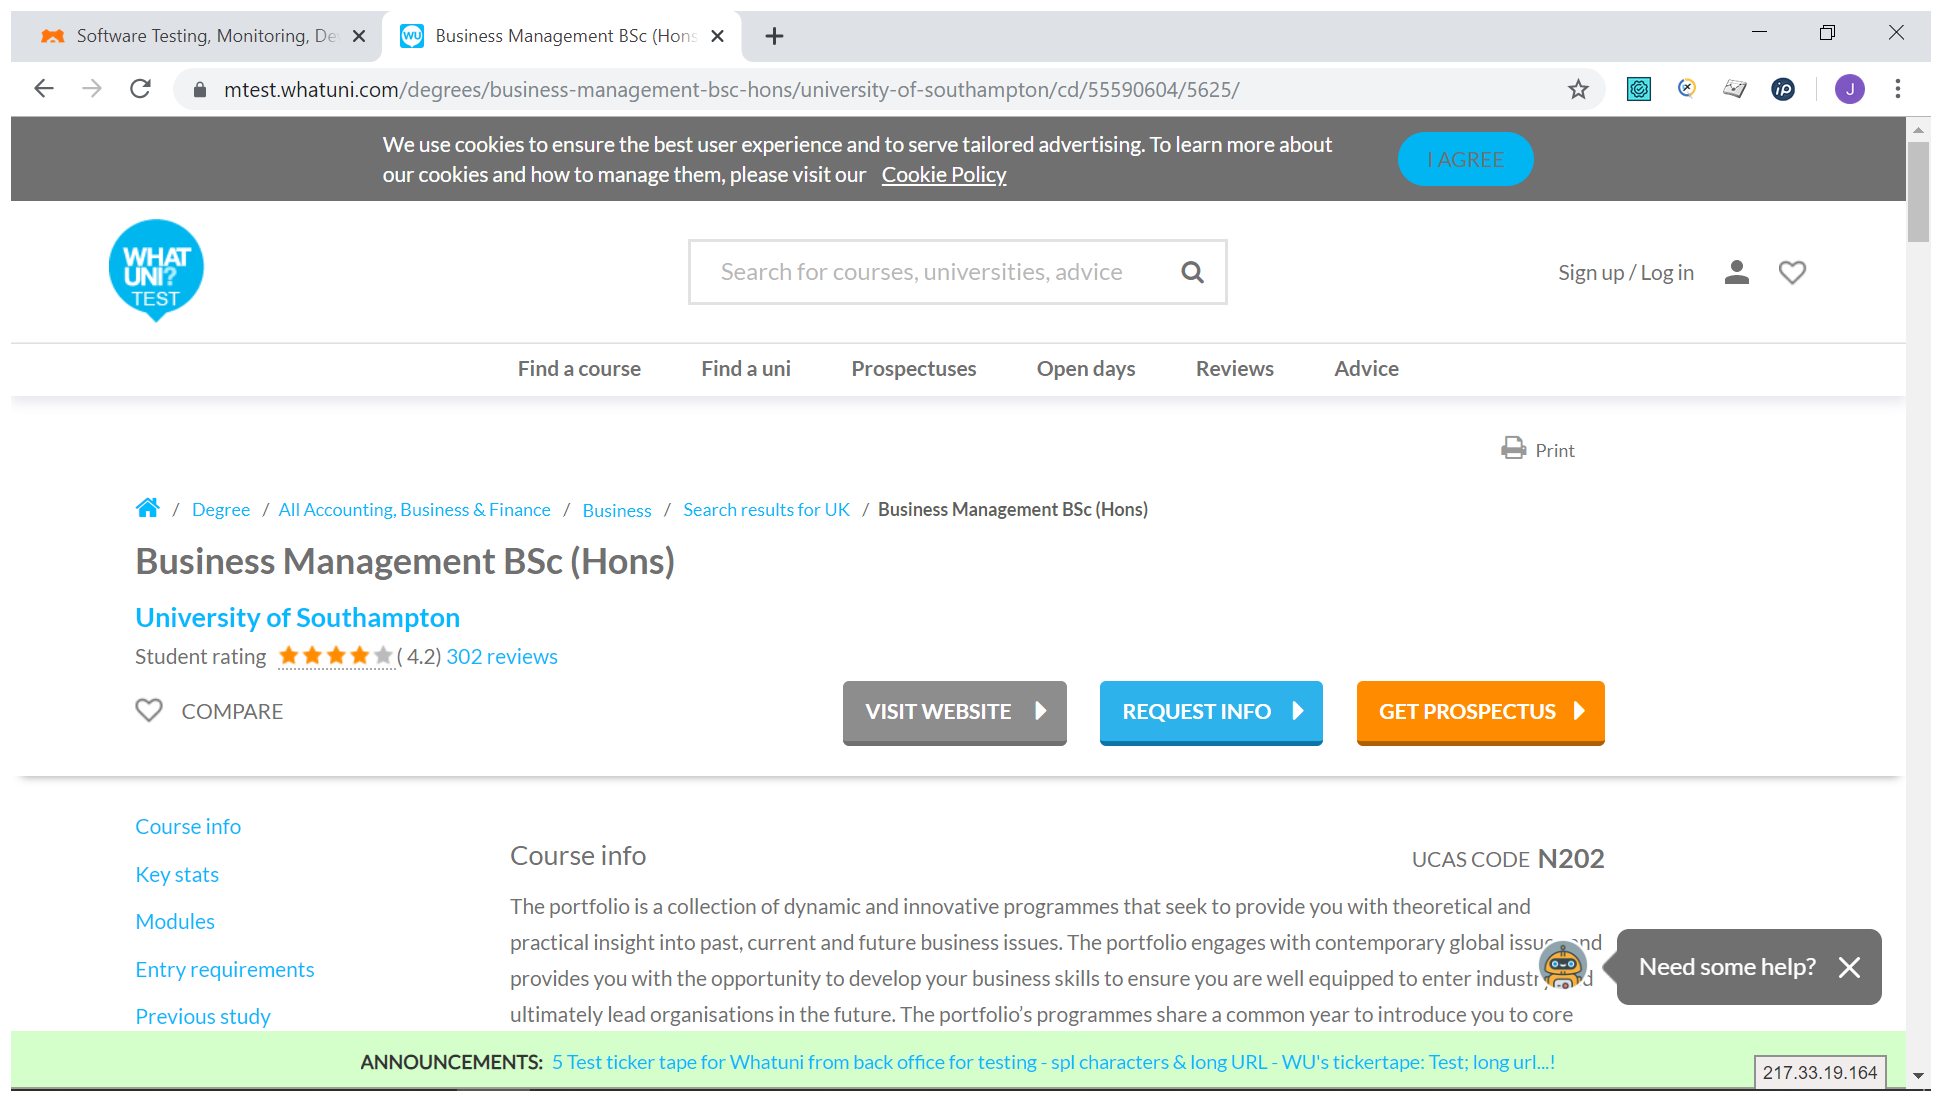 Software Testing, Monitoring, De
Business Management BSc (Hons
mtest.whatuni.com/degrees/business-management-bsc-hons/university-of-southampton/cd/55590604/5625/
iP
J
We use cookies to ensure the best user experience and to serve tailored advertising. To learn more about
our cookies and how to manage them, please visit our Cookie Policy
I AGREE
WHAT
UNI?
TEST
Search for courses, universities, advice
Sign up / Log in
Find a course Find a uni Prospectuses Open days Reviews Advice
Print
/ Degree / All Accounting, Business & Finance / Business / Search results for UK / Business Management BSc (Hons)
Business Management BSc (Hons)
University of Southampton
Student rating ( 4.2) 302 reviews
COMPARE
VISIT WEBSITE
REQUEST INFO
GET PROSPECTUS
Course info
Key stats
Modules
Entry requirements
Previous study
Course info
UCAS CODE N202
The portfolio is a collection of dynamic and innovative programmes that seek to provide you with theoretical and
practical insight into past, current and future business issues. The portfolio engages with contemporary global issu nd
provides you with the opportunity to develop your business skills to ensure you are well equipped to enter industr d
ultimately lead organisations in the future. The portfolio’s programmes share a common year to introduce you to core
Need some help?
ANNOUNCEMENTS: 5 Test ticker tape for Whatuni from back office for testing - spl characters & long URL - WU's tickertape: Test; long url...!
217.33.19.164